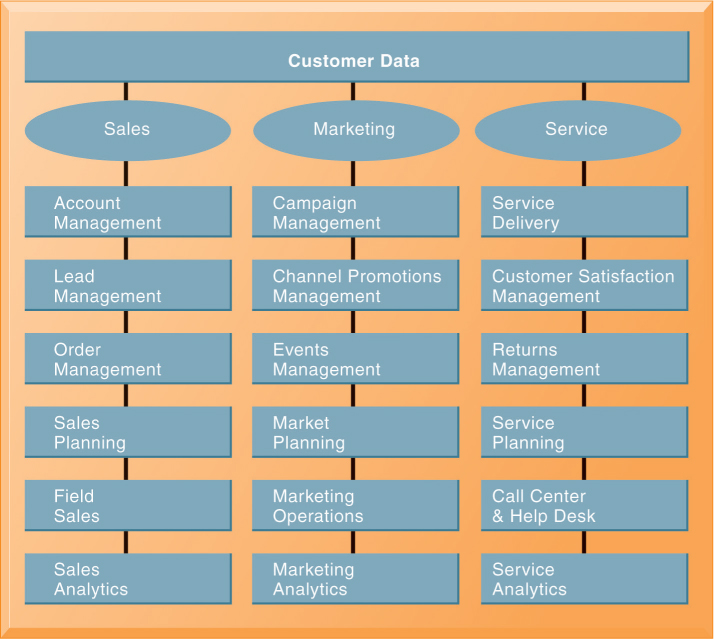 Customer Data
Sales
Marketing
Service
Account
Management
Campaign
Management
Service
Delivery
Lead
Management
Channel Promotions
Management
Customer Satisfaction
Management
Order
Management
Events
Management
Returns
Management
Sales
Planning
Market
Planning
Service
Planning
Field
Sales
Marketing
Operations
Call Center
& Help Desk
Sales
Analytics
Marketing
Analytics
Service
Analytics